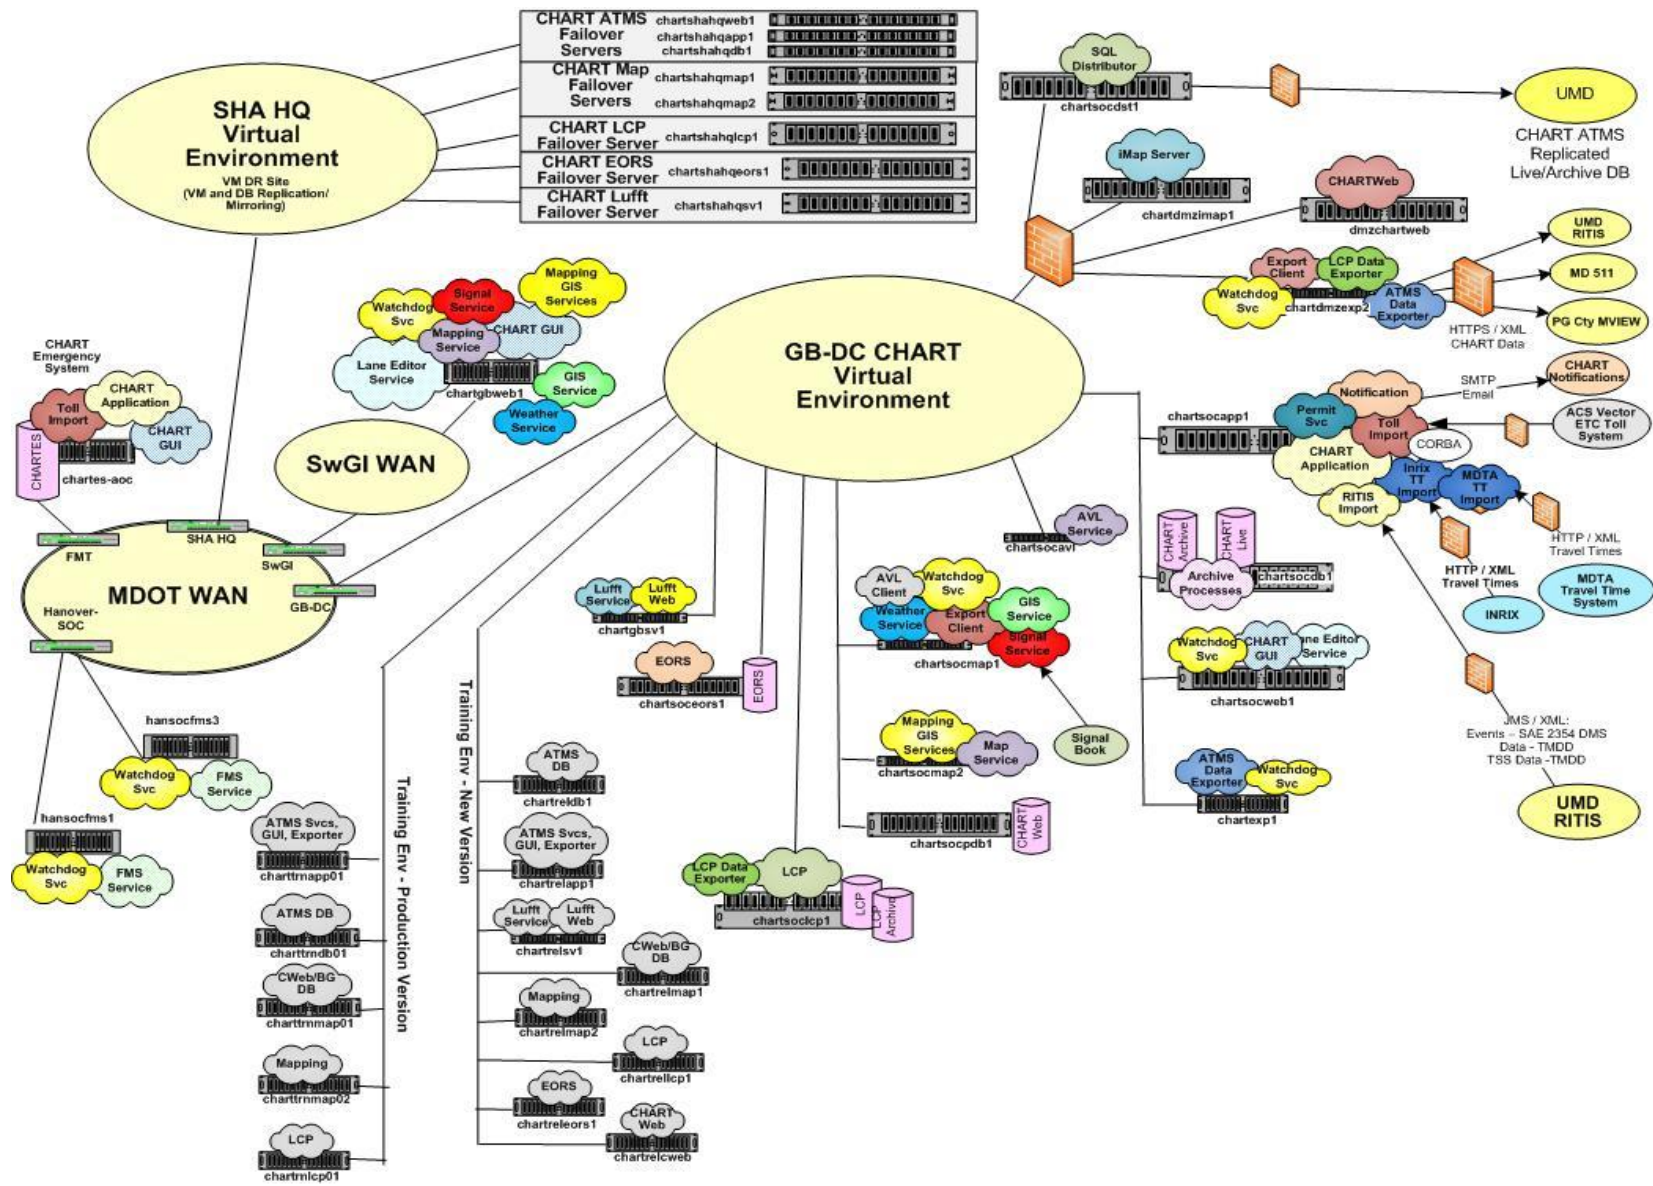 CHART ATMS
Failover
Servers
chartshahqweb1
chartshahqapp1
chartshahqdb1
CHART Map
Failover
Servers
chartshahqmap1
chartshahqmap2
CHART LCP
Failover Server
chartshahqlcp1
CHART EORS
Failover Server
chartshahqeors1
CHART Lufft
Failover Server
chartshahqsv1
SHA HQ
Virtual
Environment
VM DR Site
(VM and DB Replication/
Mirroring)
SQL
Distributor
chartsocdst1
UMD
CHART ATMS
Replicated
Live/Archive DB
iMap Server
chartdmzimap1
CHARTWeb
dmzchartweb
Export
Client
LCP Data
Exporter
Watchdog
Svc
chartdmzexp2
ATMS
Data
Exporter
UMD
RITIS
MD 511
PG Cty MVIEW
HTTPS / XML
CHART Data
Mapping
GIS
Services
Signal
Service
Watchdog
Svc
CHART GUI
Mapping
Service
Lane Editor
Service
chartgbweb1
GIS
Service
Weather
Service
GB-DC CHART
Virtual
Environment
CHART
Emergency
System
CHART
Application
Toll
Import
CHART
GUI
CHARTES
chartes-aoc
SwGI WAN
Notification
SMTP
Email
CHART
Notifications
chartsocapp1
Permit
Svc
Toll
Import
CORBA
ACS Vector
ETC Toll
System
CHART
Application
Inrix
TT
Import
MDTA
TT
Import
RITIS
Import
HTTP / XML
Travel Times
HTTP / XML
Travel Times
MDTA
Travel Time
System
INRIX
SHA HQ
FMT
SwGI
GB-DC
MDOT WAN
Hanover-
SOC
AVL
Service
chartsocavl
CHART
Archive
CHART
Live
Archive
Processes
chartsocdb1
Lufft
Service
Lufft
Web
chartgbsv1
AVL
Client
Watchdog
Svc
Weather
Service
Export
Client
GIS
Service
Signal
Service
chartsocmap1
EORS
EORS
chartsoceors1
Watchdog
Svc
CHART
GUI
ne Editor
Service
chartsocweb1
Signal
Book
Mapping
GIS
Services
Map
Service
chartsocmap2
JMS / XML:
Events – SAE 2354 DMS
Data - TMDD
TSS Data -TMDD
UMD
RITIS
ATMS
Data
Exporter
Watchdog
Svc
chartexp1
CHART
Web
chartsocpdb1
hansocfms3
Watchdog
Svc
FMS
Service
hansocfms1
Watchdog
Svc
FMS
Service
Training Env - Production Version
Training Env - New Version
ATMS Svcs,
GUI, Exporter
charttrnapp01
ATMS DB
charttrndb01
CWeb/BG
DB
charttrnmap01
Mapping
charttrnmap02
LCP
chartrnlcp01
ATMS
DB
chartreldb1
ATMS Svcs,
GUI, Exporter
chartrelapp1
Lufft
Service
Lufft
Web
chartrelsv1
CWeb/BG
DB
chartrelmap1
Mapping
chartrelmap2
LCP
chartrellcp1
EORS
chartreleors1
CHART
Web
chartrelcweb
LCP Data
Exporter
LCP
chartsoclcp1
LCP
LCP
Archive